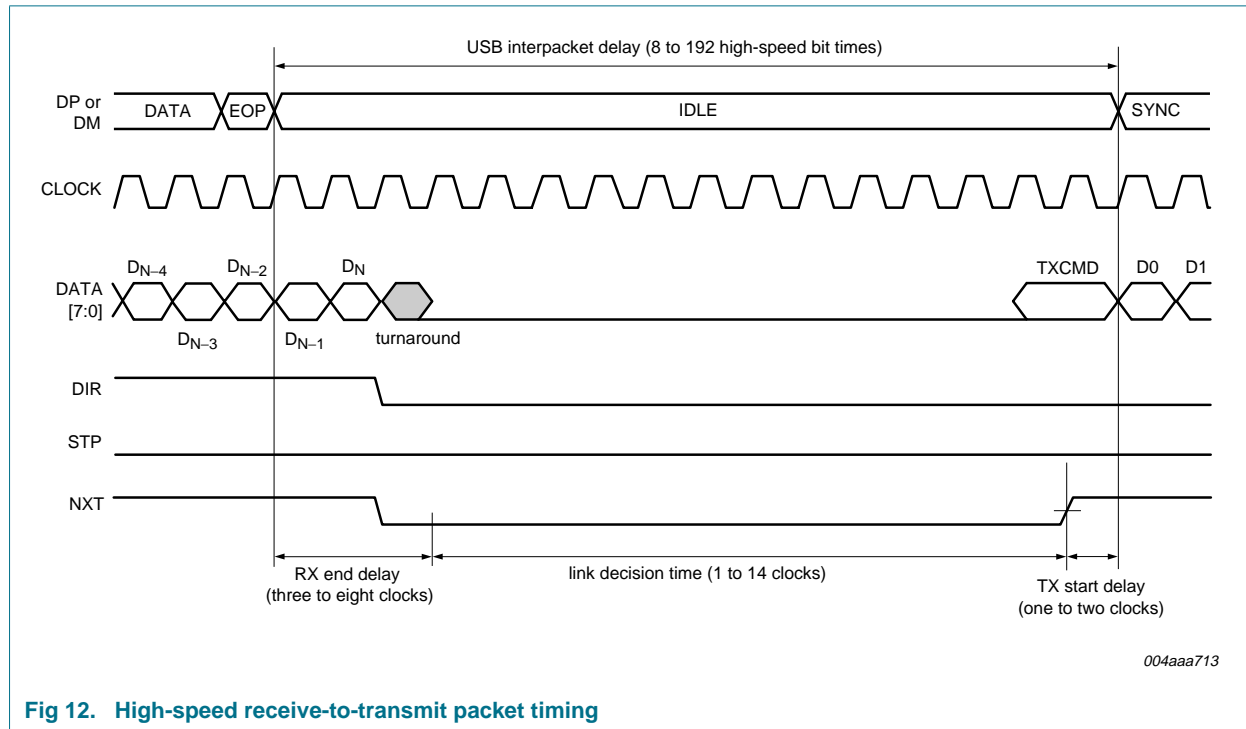 USB interpacket delay (8 to 192 high-speed bit times)
DP or
DM
DATA
EOP
IDLE
SYNC
CLOCK
DATA
[7:0]
DN–4
DN–2
DN
TXCMD
D0
D1
DN–3
DN–1
turnaround
DIR
STP
NXT
RX end delay
(three to eight clocks)
link decision time (1 to 14 clocks)
TX start delay
(one to two clocks)
004aaa713
Fig 12. High-speed receive-to-transmit packet timing